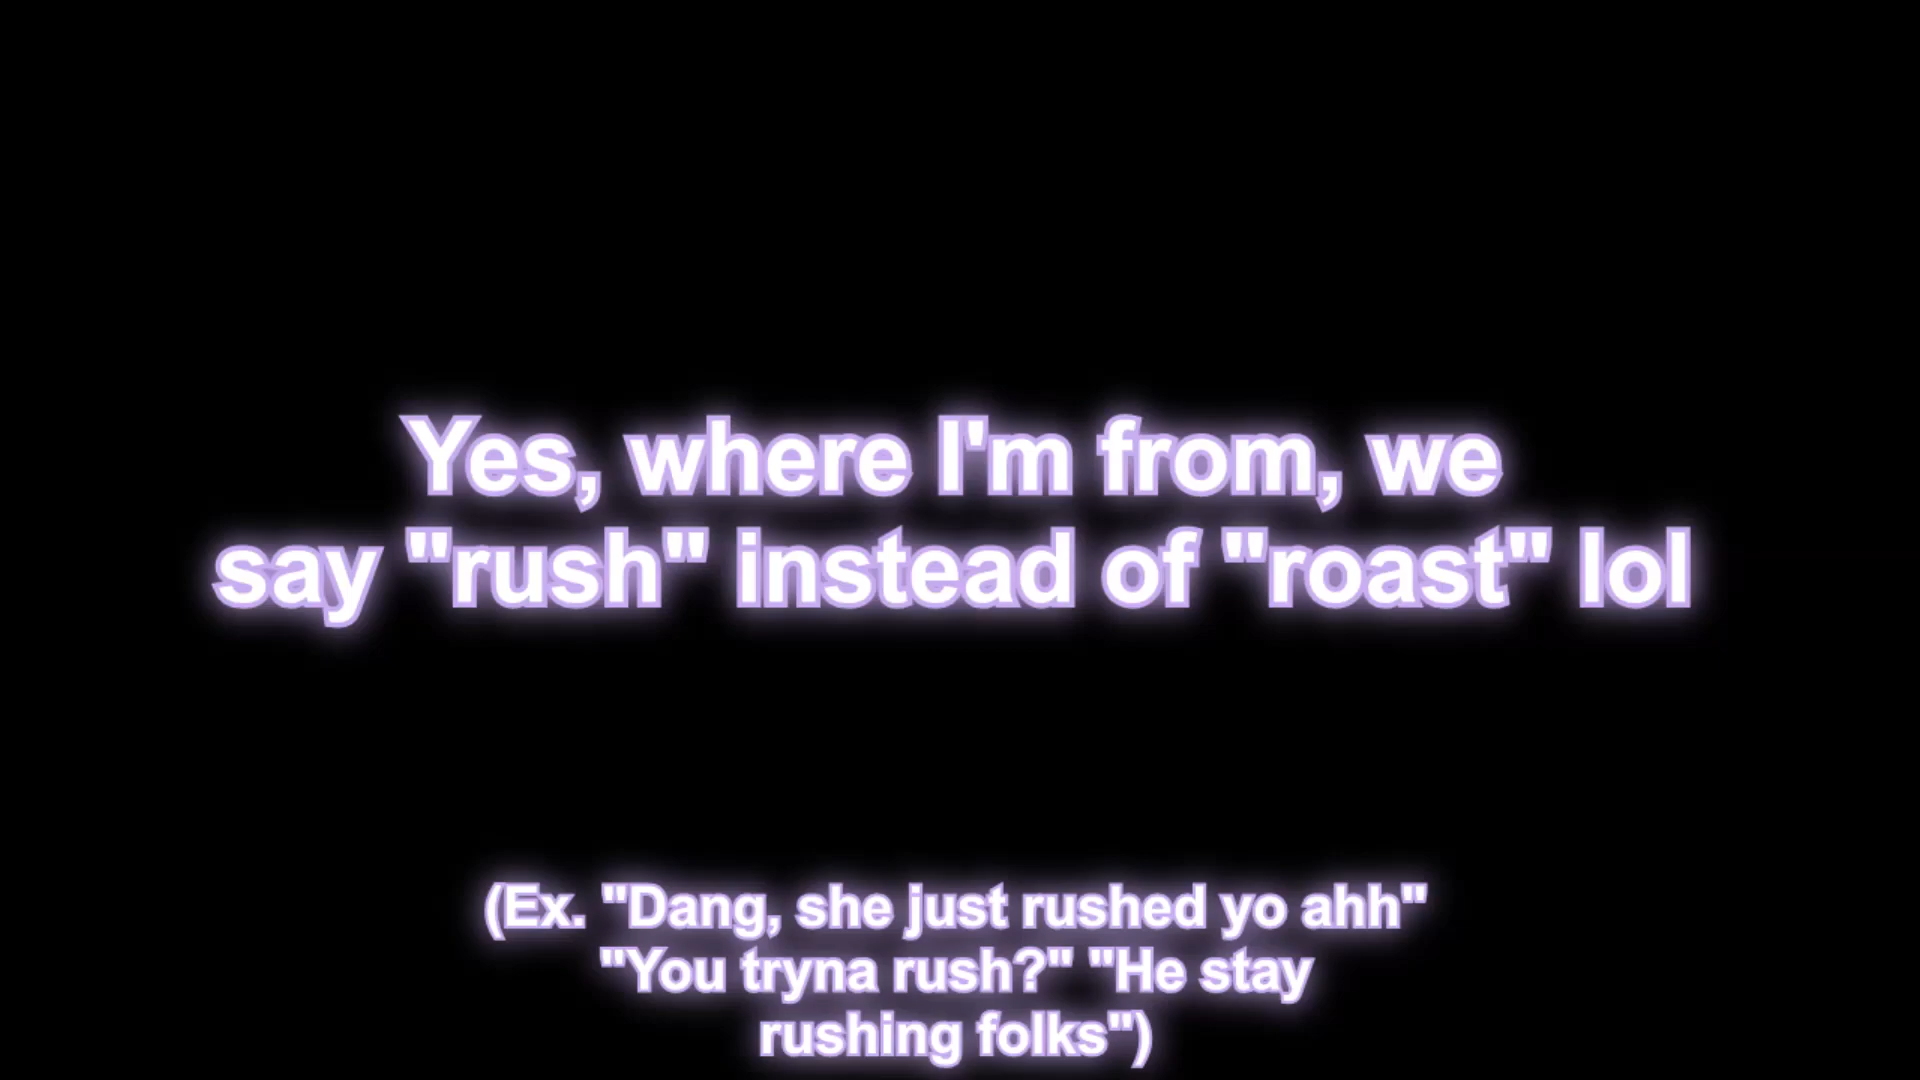 Yes, where I'm from, we
say "rush" instead of "roast" lol
(Ex. "Dang, she just rushed yo ahh"
"You tryna rush?" "He stay
rushing folks")